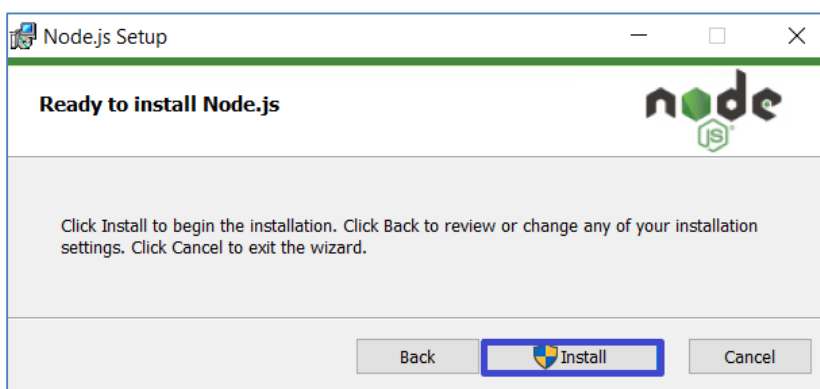 Node.js Setup
Ready to install Node.js
node
JS
Click Install to begin the installation. Click Back to review or change any of your installation
settings. Click Cancel to exit the wizard.
Back Install Cancel